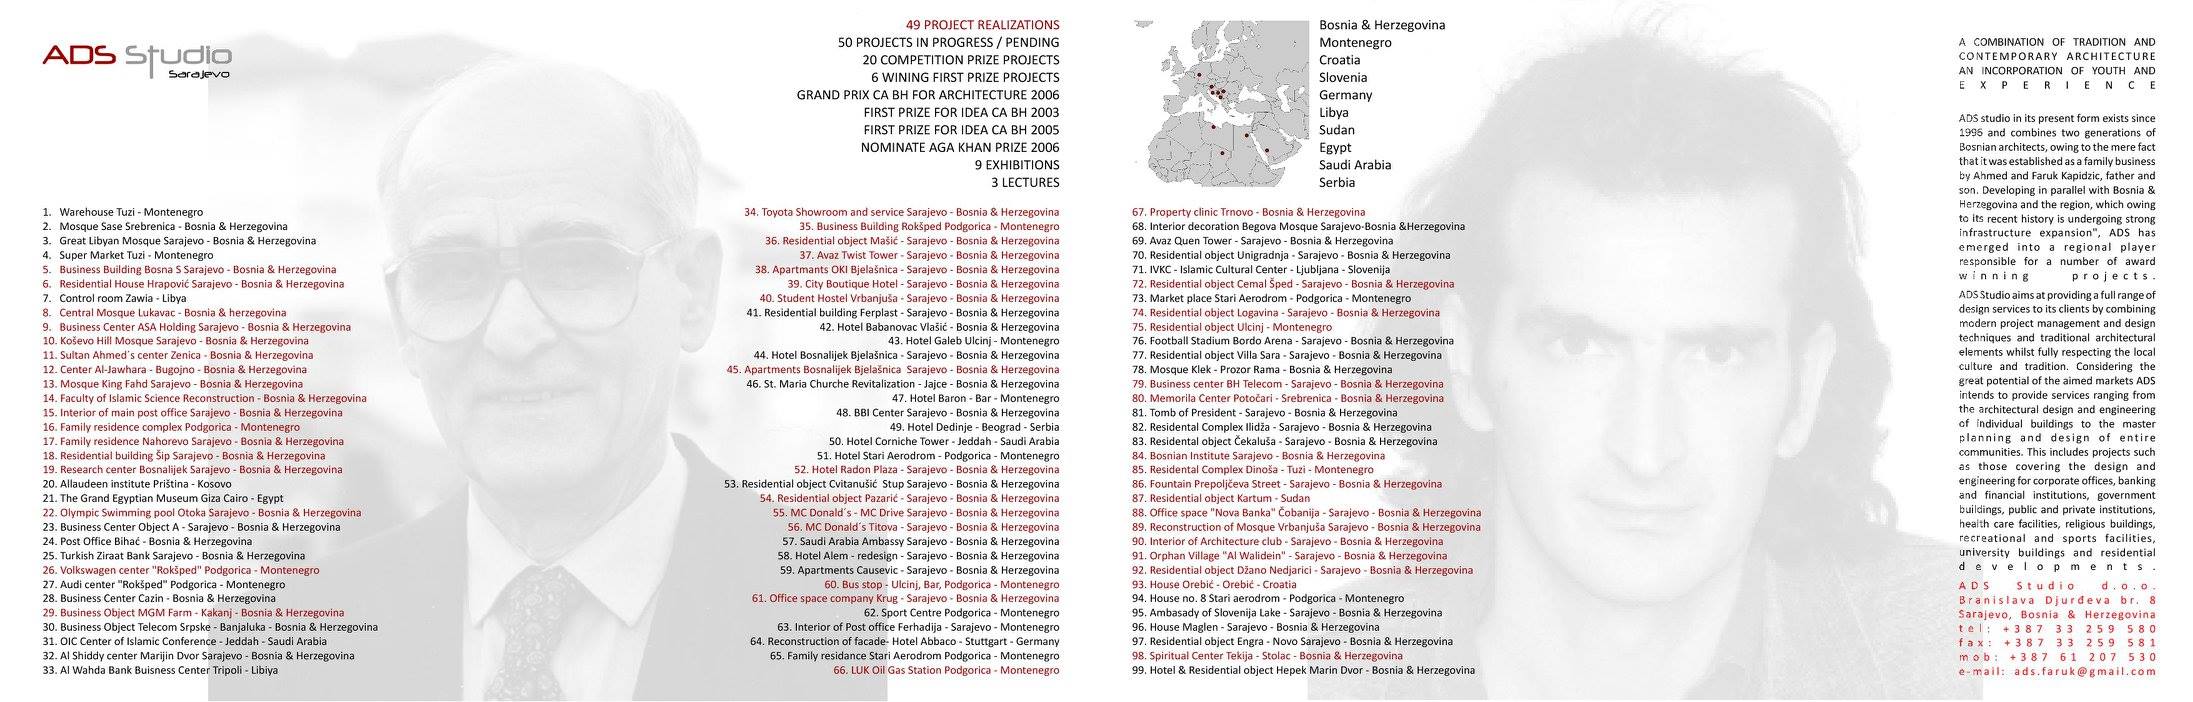 ADS Studio
Sarajevo
49 PROJECT REALIZATIONS
50 PROJECTS IN PROGRESS / PENDING
20 COMPETITION PRIZE PROJECTS
6 WINING FIRST PRIZE PROJECTS
GRAND PRIX CA BH FOR ARCHITECTURE 2006
FIRST PRIZE FOR IDEA CA BH 2003
FIRST PRIZE FOR IDEA CA BH 2005
NOMINATE AGA KHAN PRIZE 2006
9 EXHIBITIONS
3 LECTURES
1. Warehouse Tuzi - Montenegro
2. Mosque Sase Srebrenica - Bosnia & Herzegovina
3. Great Libyan Mosque Sarajevo - Bosnia & Herzegovina
4. Super Market Tuzi - Montenegro
5. Business Building Bosna S Sarajevo - Bosnia & Herzegovina
6. Residential House Hrapović Sarajevo - Bosnia & Herzegovina
7. Control room Zawia - Libya
8. Central Mosque Lukavac - Bosnia & herzegovina
9. Business Center ASA Holding Sarajevo - Bosnia & Herzegovina
10. Koševo Hill Mosque Sarajevo - Bosnia & Herzegovina
11. Sultan Ahmed´s center Zenica - Bosnia & Herzegovina
12. Center Al-Jawhara - Bugojno - Bosnia & Herzegovina
13. Mosque King Fahd Sarajevo - Bosnia & Herzegovina
14. Faculty of Islamic Science Reconstruction - Bosnia & Herzegovina
15. Interior of main post office Sarajevo - Bosnia & Herzegovina
16. Family residence complex Podgorica - Montenegro
17. Family residence Nahorevo Sarajevo - Bosnia & Herzegovina
18. Residential building Šip Sarajevo - Bosnia & Herzegovina
19. Research center Bosnalijek Sarajevo - Bosnia & Herzegovina
20. Allaudeen institute Priština - Kosovo
21. The Grand Egyptian Museum Giza Cairo - Egypt
22. Olympic Swimming pool Otoka Sarajevo - Bosnia & Herzegovina
23. Business Center Object A - Sarajevo - Bosnia & Herzegovina
24. Post Office Bihać - Bosnia & Herzegovina
25. Turkish Ziraat Bank Sarajevo - Bosnia & Herzegovina
26. Volkswagen center "Rokšped" Podgorica - Montenegro
27. Audi center "Rokšped" Podgorica - Montenegro
28. Business Center Cazin - Bosnia & Herzegovina
29. Business Object MGM Farm - Kakanj - Bosnia & Herzegovina
30. Business Object Telecom Srpske - Banjaluka - Bosnia & Herzegovina
31. OIC Center of Islamic Conference - Jeddah - Saudi Arabia
32. Al Shiddy center Marijin Dvor Sarajevo - Bosnia & Herzegovina
33. Al Wahda Bank Buisness Center Tripoli - Libiya
34. Toyota Showroom and service Sarajevo - Bosnia & Herzegovina
35. Business Building Rokšped Podgorica - Montenegro
36. Residential object Mašić - Sarajevo - Bosnia & Herzegovina
37. Avaz Twist Tower - Sarajevo - Bosnia & Herzegovina
38. Apartmants OKI Bjelašnica - Sarajevo - Bosnia & Herzegovina
39. City Boutique Hotel - Sarajevo - Bosnia & Herzegovina
40. Student Hostel Vrbanjuša - Sarajevo - Bosnia & Herzegovina
41. Residential building Ferplast - Sarajevo - Bosnia & Herzegovina
42. Hotel Babanovac Vlašić - Bosnia & Herzegovina
43. Hotel Galeb Ulcinj - Montenegro
44. Hotel Bosnalijek Bjelašnica - Sarajevo - Bosnia & Herzegovina
45. Apartments Bosnalijek Bjelašnica Sarajevo - Bosnia & Herzegovina
46. St. Maria Churche Revitalization - Jajce - Bosnia & Herzegovina
47. Hotel Baron - Bar - Montenegro
48. BBI Center Sarajevo - Bosnia & Herzegovina
49. Hotel Dedinje - Beograd - Serbia
50. Hotel Corniche Tower - Jeddah - Saudi Arabia
51. Hotel Stari Aerodrom - Podgorica - Montenegro
52. Hotel Radon Plaza - Sarajevo - Bosnia & Herzegovina
53. Residential object Cvitanušić Stup Sarajevo - Bosnia & Herzegovina
54. Residential object Pazarić - Sarajevo - Bosnia & Herzegovina
55. MC Donald´s - MC Drive Sarajevo - Bosnia & Herzegovina
56. MC Donald´s Titova - Sarajevo - Bosnia & Herzegovina
57. Saudi Arabia Ambassy Sarajevo - Bosnia & Herzegovina
58. Hotel Alem - redesign - Sarajevo - Bosnia & Herzegovina
59. Apartments Causevic - Sarajevo - Bosnia & Herzegovina
60. Bus stop - Ulcinj, Bar, Podgorica - Montenegro
61. Office space company Krug - Sarajevo - Bosnia & Herzegovina
62. Sport Centre Podgorica - Montenegro
63. Interior of Post office Ferhadija - Sarajevo - Montenegro
64. Reconstruction of facade- Hotel Abbaco - Stuttgart - Germany
65. Family residance Stari Aerodrom Podgorica - Montenegro
66. LUK Oil Gas Station Podgorica - Montenegro
Bosnia & Herzegovina
Montenegro
Croatia
Slovenia
Germany
Libya
Sudan
Egypt
Saudi Arabia
Serbia
67. Property clinic Trnovo - Bosnia & Herzegovina
68. Interior decoration Begova Mosque Sarajevo-Bosnia &Herzegovina
69. Avaz Quen Tower - Sarajevo - Bosnia & Herzegovina
70. Residential object Unigradnja - Bosnia & Herzegovina
71. IVKC - Islamic Cultural Center - Ljubljana - Slovenija
72. Residential object Cemal Šped - Sarajevo - Bosnia & Herzegovina
73. Market place Stari Aerodrom - Podgorica - Montenegro
74. Residential object Logavina - Sarajevo - Bosnia & Herzegovina
75. Residential object Ulcinj - Montenegro
76. Football Stadium Bordo Arena - Sarajevo - Bosnia & Herzegovina
77. Residential object Villa Sara - Sarajevo - Bosnia & Herzegovina
78. Mosque Klek - Prozor Rama - Bosnia & Herzegovina
79. Business center BH Telecom - Sarajevo - Bosnia & Herzegovina
80. Memorila Center Potočari - Srebrenica - Bosnia & Herzegovina
81. Tomb of President - Sarajevo - Bosnia & Herzegovina
82. Residental Complex Ilidža - Sarajevo - Bosnia & Herzegovina
83. Residental object Čekaluša - Sarajevo - Bosnia & Herzegovina
84. Bosnian Institute Sarajevo - Bosnia & Herzegovina
85. Residental Complex Dinoša - Tuzi - Montenegro
86. Fountain Prepoljčeva Street - Sarajevo - Bosnia & Herzegovina
87. Residential object Kartum - Sudan
88. Office space "Nova Banka" Čobanija - Sarajevo - Bosnia & Herzegovina
89. Reconstruction of Mosque Vrbanjuša Sarajevo - Bosnia & Herzegovina
90. Interior of Architecture club - Sarajevo - Bosnia & Herzegovina
91. Orphan Village "Al Walidein" - Sarajevo - Bosnia & Herzegovina
92. Residential object Džano Nedjarici - Sarajevo - Bosnia & Herzegovina
93. House Orebić - Orebić - Croatia
94. House no. 8 Stari aerodrom - Podgorica - Montenegro
95. Ambasady of Slovenija Lake - Sarajevo - Bosnia & Herzegovina
96. House Maglen - Sarajevo - Bosnia & Herzegovina
97. Residential object Engra - Novo Sarajevo - Bosnia & Herzegovina
98. Spiritual Center Tekija - Stolac - Bosnia & Herzegovina
99. Hotel & Residential object Hepek Marin Dvor - Bosnia & Herzegovina
A COMBINATION OF TRADITION AND
CONTEMPORARY ARCHITECTURE
AN INCORPORATION OF YOUTH AND
EXPERIENCE
ADS studio in its present form exists since
1996 and combines two generations of
Bosnian architects, owing to the mere fact
that it was established as a family business
by Ahmed and Faruk Kapidzic, father and
son. Developing in parallel with Bosnia &
Herzegovina and the region, which owing
to its recent history is undergoing strong
infrastructure expansion", ADS has
emerged into a regional player
responsible for a number of award
winning projects.
ADS Studio aims at providing a full range of
design services to its clients by combining
modern project management and design
techniques and traditional architectural
elements whilst fully respecting the local
culture and tradition. Considering the
great potential of the aimed markets ADS
intends to provide services ranging from
the architectural design and engineering
of individual buildings to the master
planning and design of entire
communities. This includes projects such
as those covering the design and
engineering for corporate offices, banking
and financial institutions, government
buildings, public and private institutions,
health care facilities, religious buildings,
recreational and sports facilities,
university buildings and residential
developments.
ADS Studio d.o.o.
Branislava Djurđeva br. 8
Sarajevo, Bosnia & Herzegovina
tel: +387 33 259 580
fax: +387 33 259 581
mob: +387 61 207 530
e-mail: ads.faruk@gmail.com